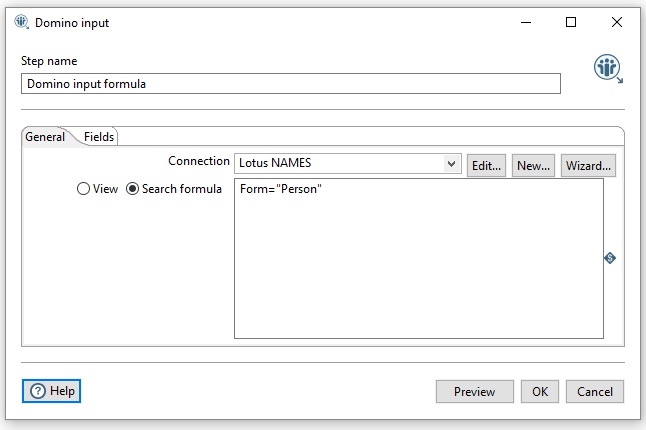 Domino input
Step name
Domino input formula
General Fields
Connection Lotus NAMES Edit... New... Wizard...
View Search formula Form="Person"
Help Preview OK Cancel